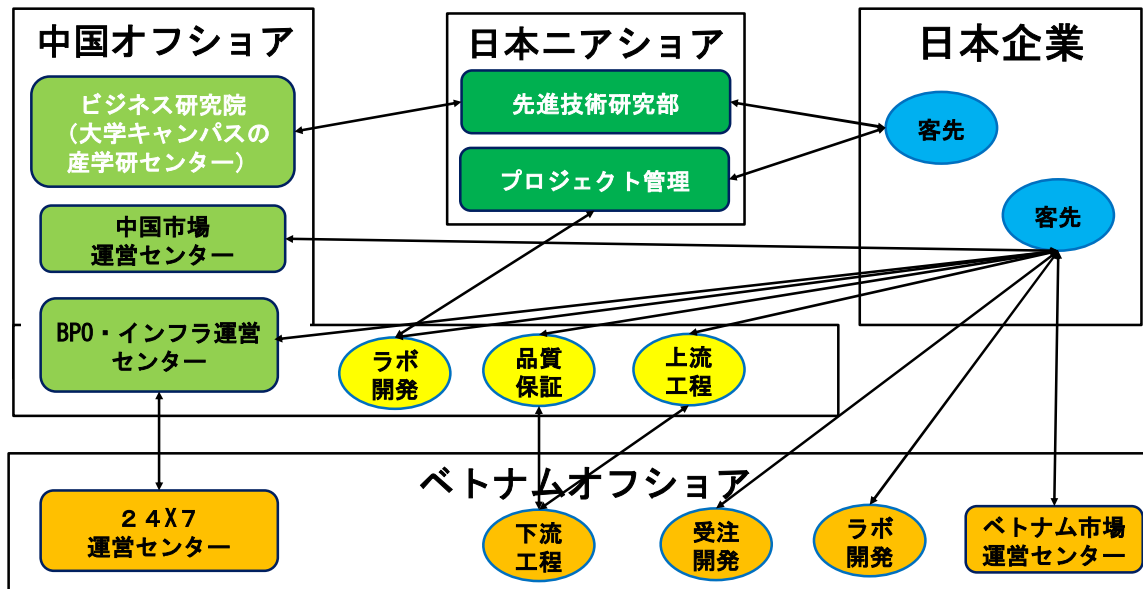 中国オフショア
ビジネス研究院
(大学キャンパスの
産学研センター)
中国市場
運営センター
BPO・インフラ運営
センター
日本ニアショア
先進技術研究部
プロジェクト管理
日本企業
客先
客先
ラボ
開発
品質
保証
上流
工程
ベトナムオフショア
24X7
運営センター
下流
工程
受注
開発
ラボ
開発
ベトナム市場
運営センター